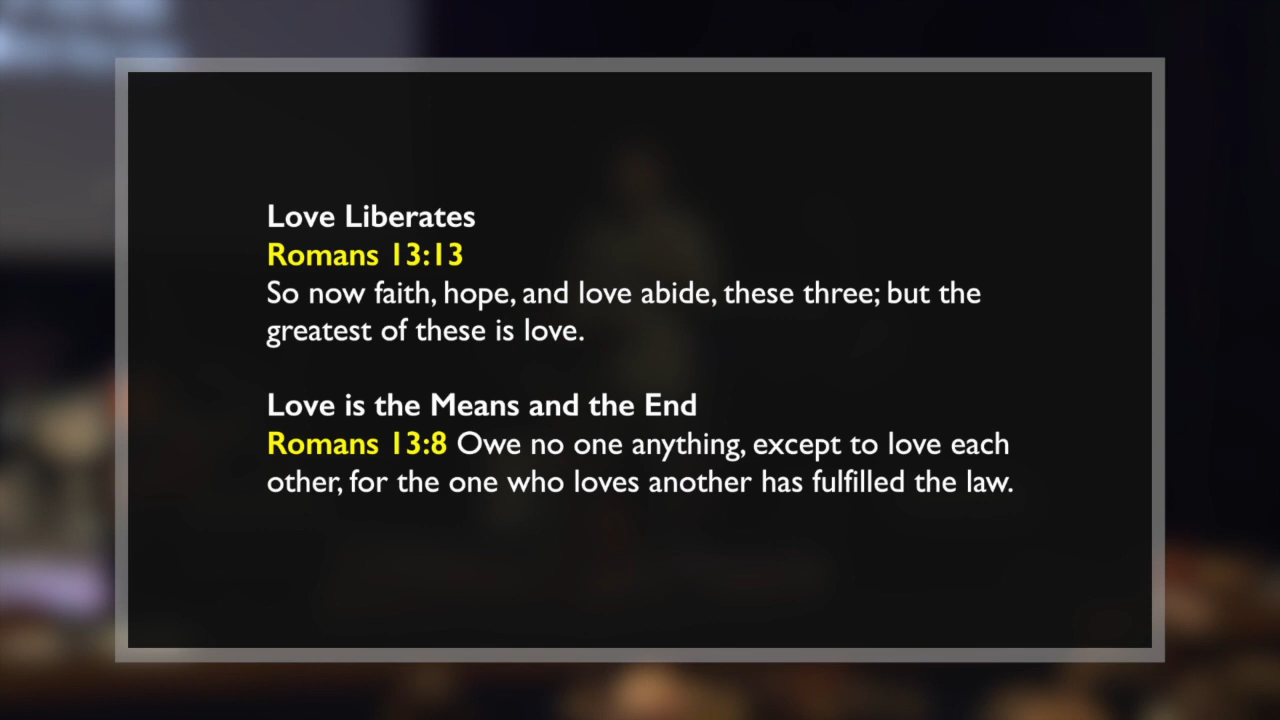 Love Liberates
Romans 13:13
So now faith, hope, and love abide, these three; but the
greatest of these is love.
Love is the Means and the End
Romans 13:8 Owe no one anything, except to love each
other, for the one who loves another has fulfilled the law.